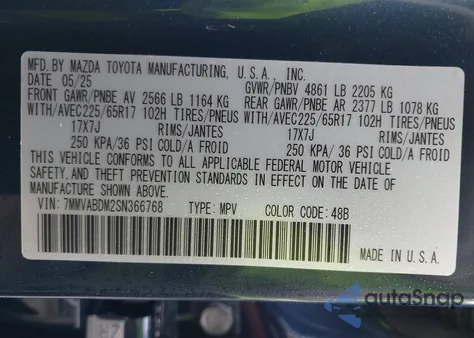 MFD. BY MAZDA TOYOTA MANUFACTURING, U.S.A., INC.
DATE 05/25 GVWR/PNBV 4861 LB 2205 KG
FRONT GAWR/PNBE AV 2566 LB 1164 KG REAR GAWR/PNBE AR 2377 LB 1078 KG
WITH/AVEC225/65R17 102H TIRES/PNEUS WITH/AVEC225/65R17 102H TIRES/PNEUS
17X7J RIMS/JANTES 17X7J RIMS/JANTES
250 KPA/36 PSI COLD/A FROID 250 KPA/ 36 PSI COLD/A FROID
THIS VEHICLE CONFORMS TO ALL APPLICABLE FEDERAL MOTOR VEHICLE
SAFETY,AND THEFT PREVENTION STANDARDS IN EFFECT ON THE DATE OF
MANUFACTURE SHOWN ABOVE.
VIN: 7MMVABDM2SN366768 TYPE: MPV COLOR CODE: 48B
MADE IN U.S.A.
autoSnap